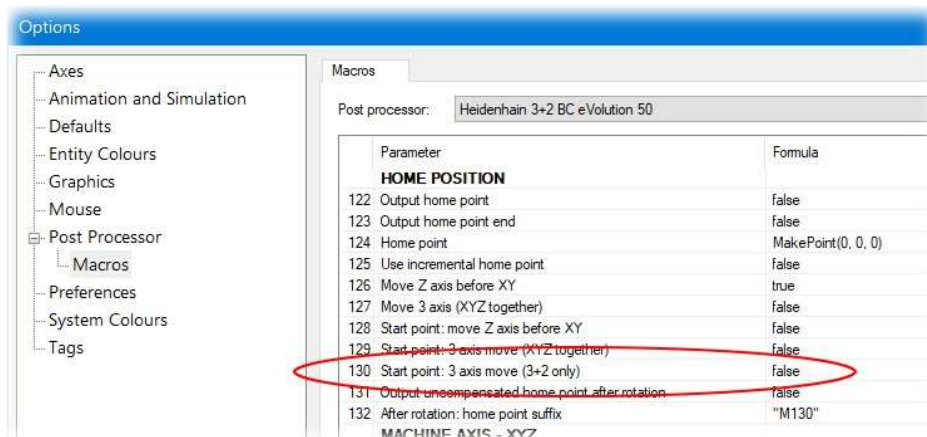 Options
Axes
Animation and Simulation
Defaults
Entity Colours
Graphics
Mouse
Post Processor
Macros
Preferences
System Colours
Tags
Macros
Post processor: Heidenhain 3+2 BC eVolution 50
Parameter Formula
HOME POSITION
122 Output home point false
123 Output home point end false
124 Home point MakePoint(0, 0, 0)
125 Use incremental home point false
126 Move Z axis before XY true
127 Move 3 axis (XYZ together) false
128 Start point: move Z axis before XY false
129 Start point: 3 axis move (XYZ together) false
130 Start point: 3 axis move (3+2 only) false
131 Output uncompensated home point after rotation false
132 After rotation: home point suffix "M130"
MACHINE AXIS - XYZ